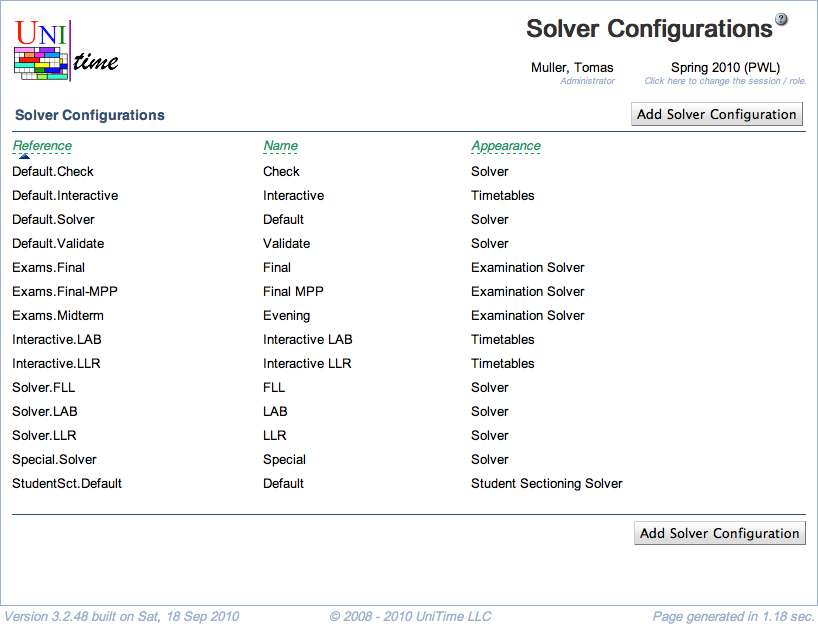 UNI time
Solver Configurations ?
Muller, Tomas Spring 2010 (PWL)
Administrator Click here to change the session / role.
Solver Configurations Add Solver Configuration
Reference Name Appearance
Default.Check Check Solver
Default.Interactive Interactive Timetables
Default.Solver Default Solver
Default.Validate Validate Solver
Exams.Final Final Examination Solver
Exams.Final-MPP Final MPP Examination Solver
Exams.Midterm Evening Examination Solver
Interactive.LAB Interactive LAB Timetables
Interactive.LLR Interactive LLR Timetables
Solver.FLL FLL Solver
Solver.LAB LAB Solver
Solver.LLR LLR Solver
Special.Solver Special Solver
StudentSct.Default Default Student Sectioning Solver
Add Solver Configuration
Version 3.2.48 built on Sat, 18 Sep 2010 © 2008 - 2010 UniTime LLC Page generated in 1.18 sec.